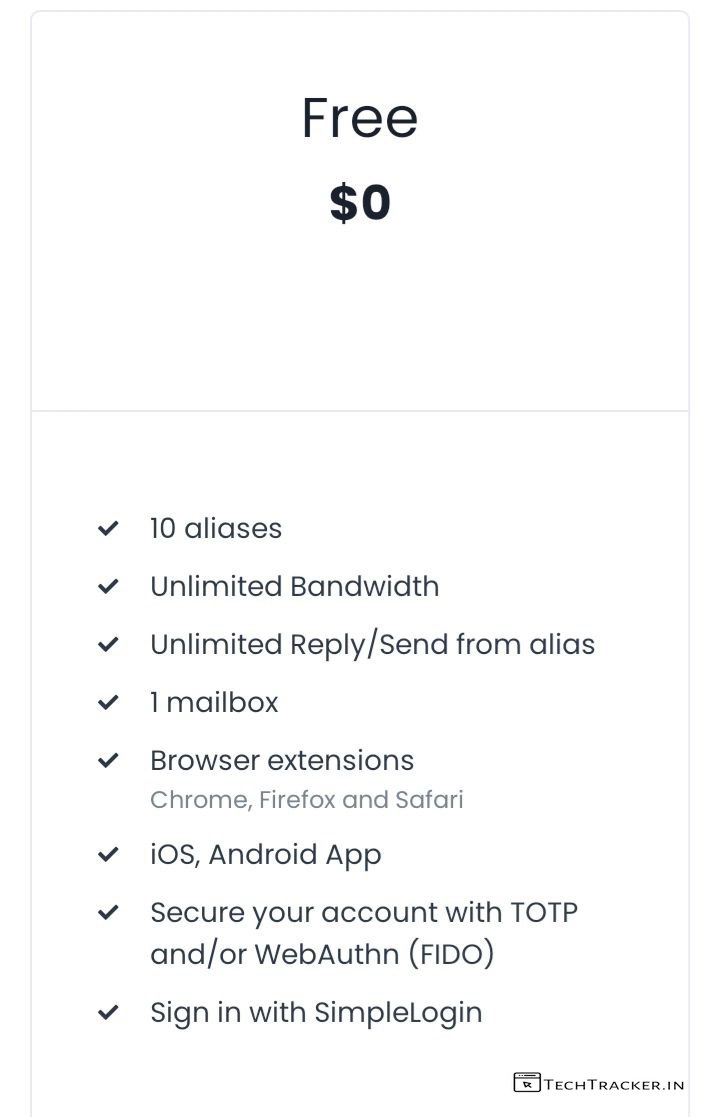 Free
$0
10 aliases
Unlimited Bandwidth
Unlimited Reply/Send from alias
1 mailbox
Browser extensions
Chrome, Firefox and Safari
iOS, Android App
Secure your account with TOTP
and/or WebAuthn (FIDO)
Sign in with SimpleLogin
TECHTRACKER.IN